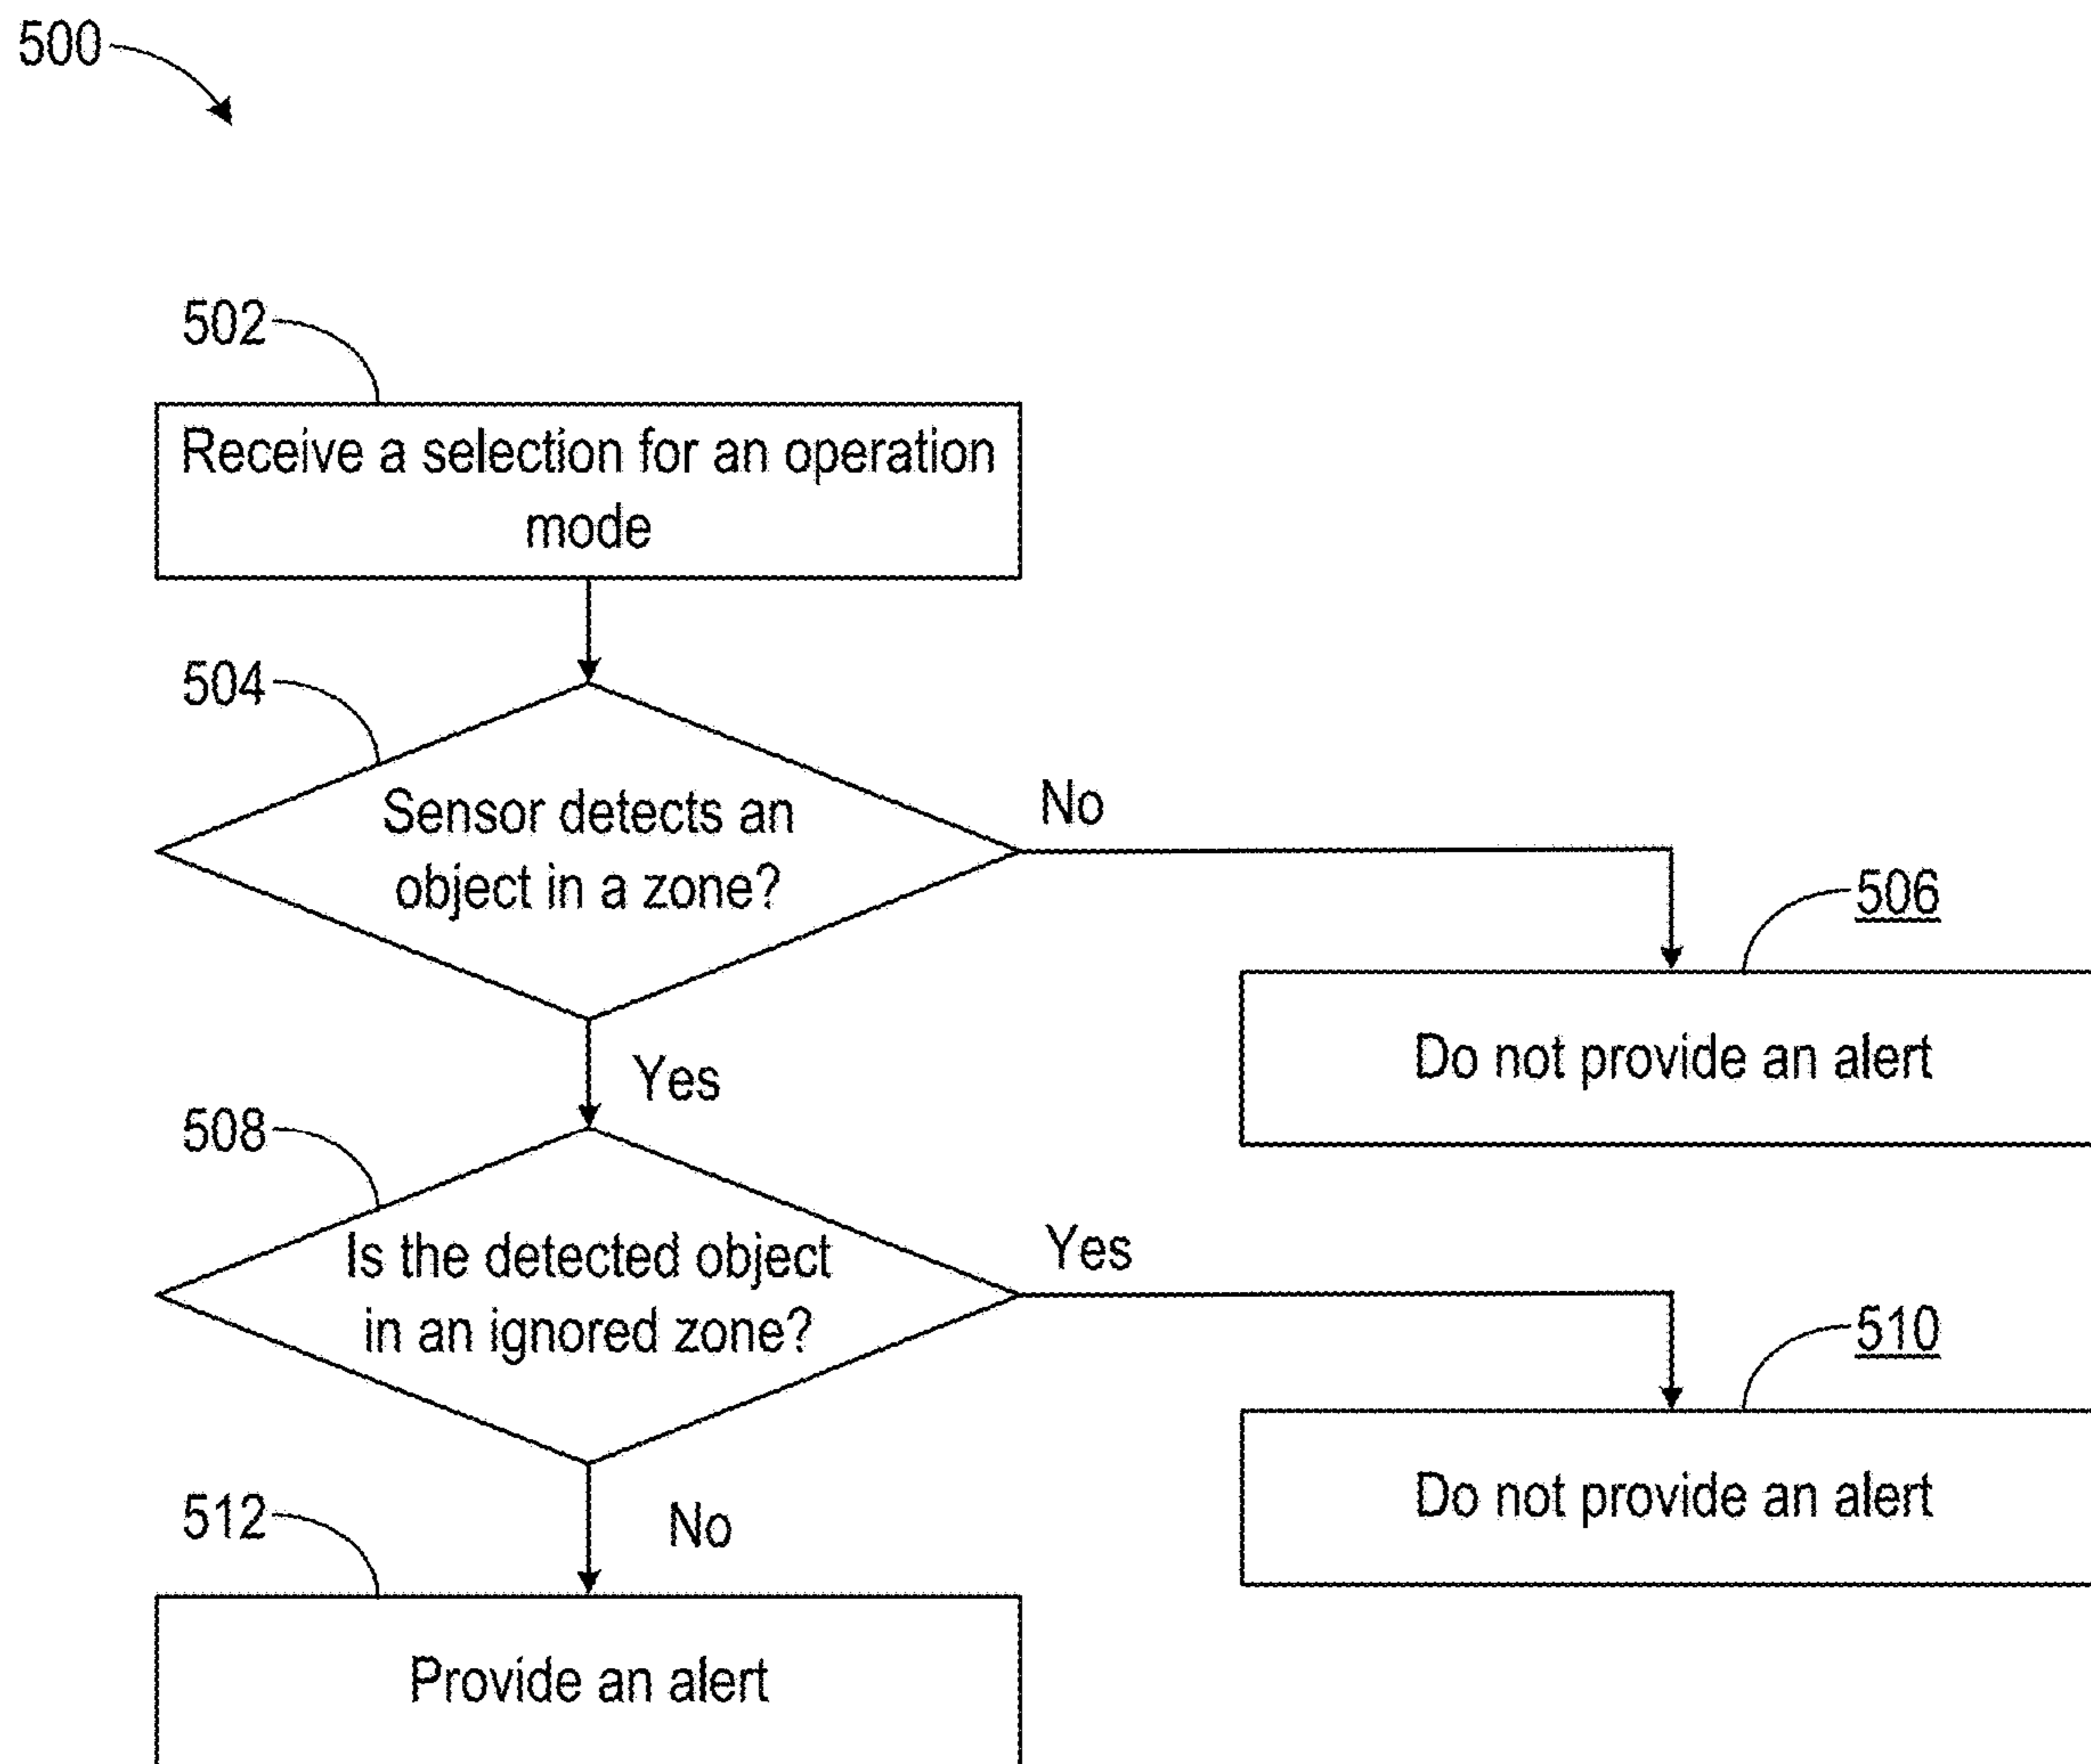 500
502
Receive a selection for an operation
mode
504
Sensor detects an
object in a zone?
No
506
Do not provide an alert
Yes
508
Is the detected object
in an ignored zone?
Yes
510
Do not provide an alert
No
512
Provide an alert